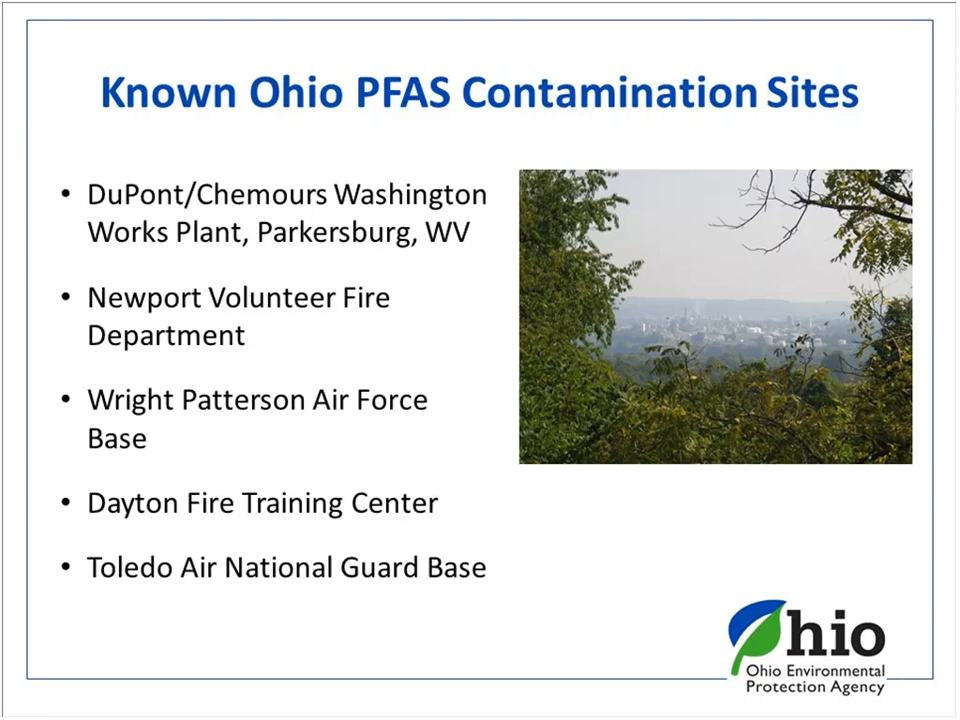 Known Ohio PFAS Contamination Sites
• DuPont/Chemours Washington
Works Plant, Parkersburg, WV
• Newport Volunteer Fire
Department
• Wright Patterson Air Force
Base
• Dayton Fire Training Center
• Toledo Air National Guard Base
Ohio
Ohio Environmental
Protection Agency